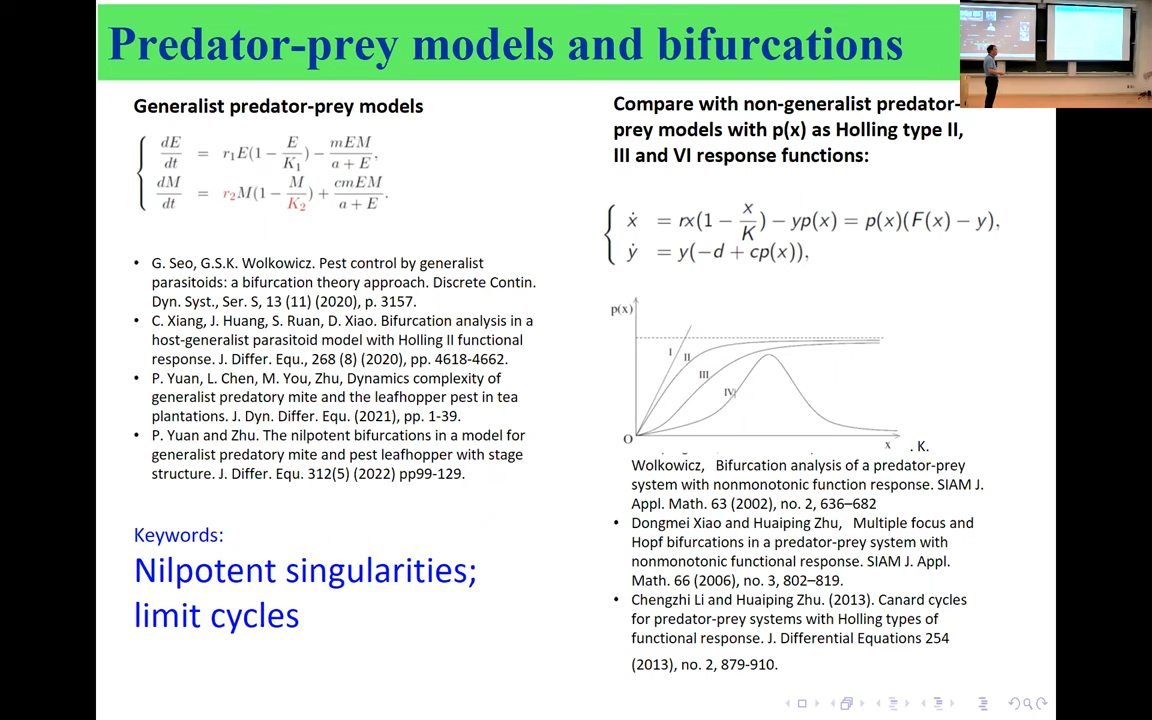 Predator-prey models and bifurcations
Generalist predator-prey models
dE/dt = r₁E(1 − E/K₁) − mEM/(a + E),
dM/dt = r₂M(1 − M/K₂) + cmEM/(a + E).
• G. Seo, G.S.K. Wolkowicz. Pest control by generalist
parasitoids: a bifurcation theory approach. Discrete Contin.
Dyn. Syst., Ser. S, 13 (11) (2020), p. 3157.
• C. Xiang, J. Huang, S. Ruan, D. Xiao. Bifurcation analysis in a
host-generalist parasitoid model with Holling II functional
response. J. Differ. Equ., 268 (8) (2020), pp. 4618-4662.
• P. Yuan, L. Chen, M. You, Zhu, Dynamics complexity of
generalist predatory mite and the leafhopper pest in tea
plantations. J. Dyn. Differ. Equ. (2021), pp. 1-39.
• P. Yuan and Zhu. The nilpotent bifurcations in a model for
generalist predatory mite and pest leafhopper with stage
structure. J. Differ. Equ. 312(5) (2022) pp99-129.
Keywords:
Nilpotent singularities;
limit cycles
Compare with non-generalist predator-
prey models with p(x) as Holling type II,
III and VI response functions:
ẋ = rx(1 − x/K) − yp(x) = p(x)(F(x) − y),
ẏ = y(−d + cp(x)),
p(x)
I
II
III
IV
O
x
. K.
Wolkowicz, Bifurcation analysis of a predator-prey
system with nonmonotonic function response. SIAM J.
Appl. Math. 63 (2002), no. 2, 636–682
• Dongmei Xiao and Huaiping Zhu, Multiple focus and
Hopf bifurcations in a predator-prey system with
nonmonotonic functional response. SIAM J. Appl.
Math. 66 (2006), no. 3, 802–819.
• Chengzhi Li and Huaiping Zhu. (2013). Canard cycles
for predator-prey systems with Holling types of
functional response. J. Differential Equations 254
(2013), no. 2, 879-910.